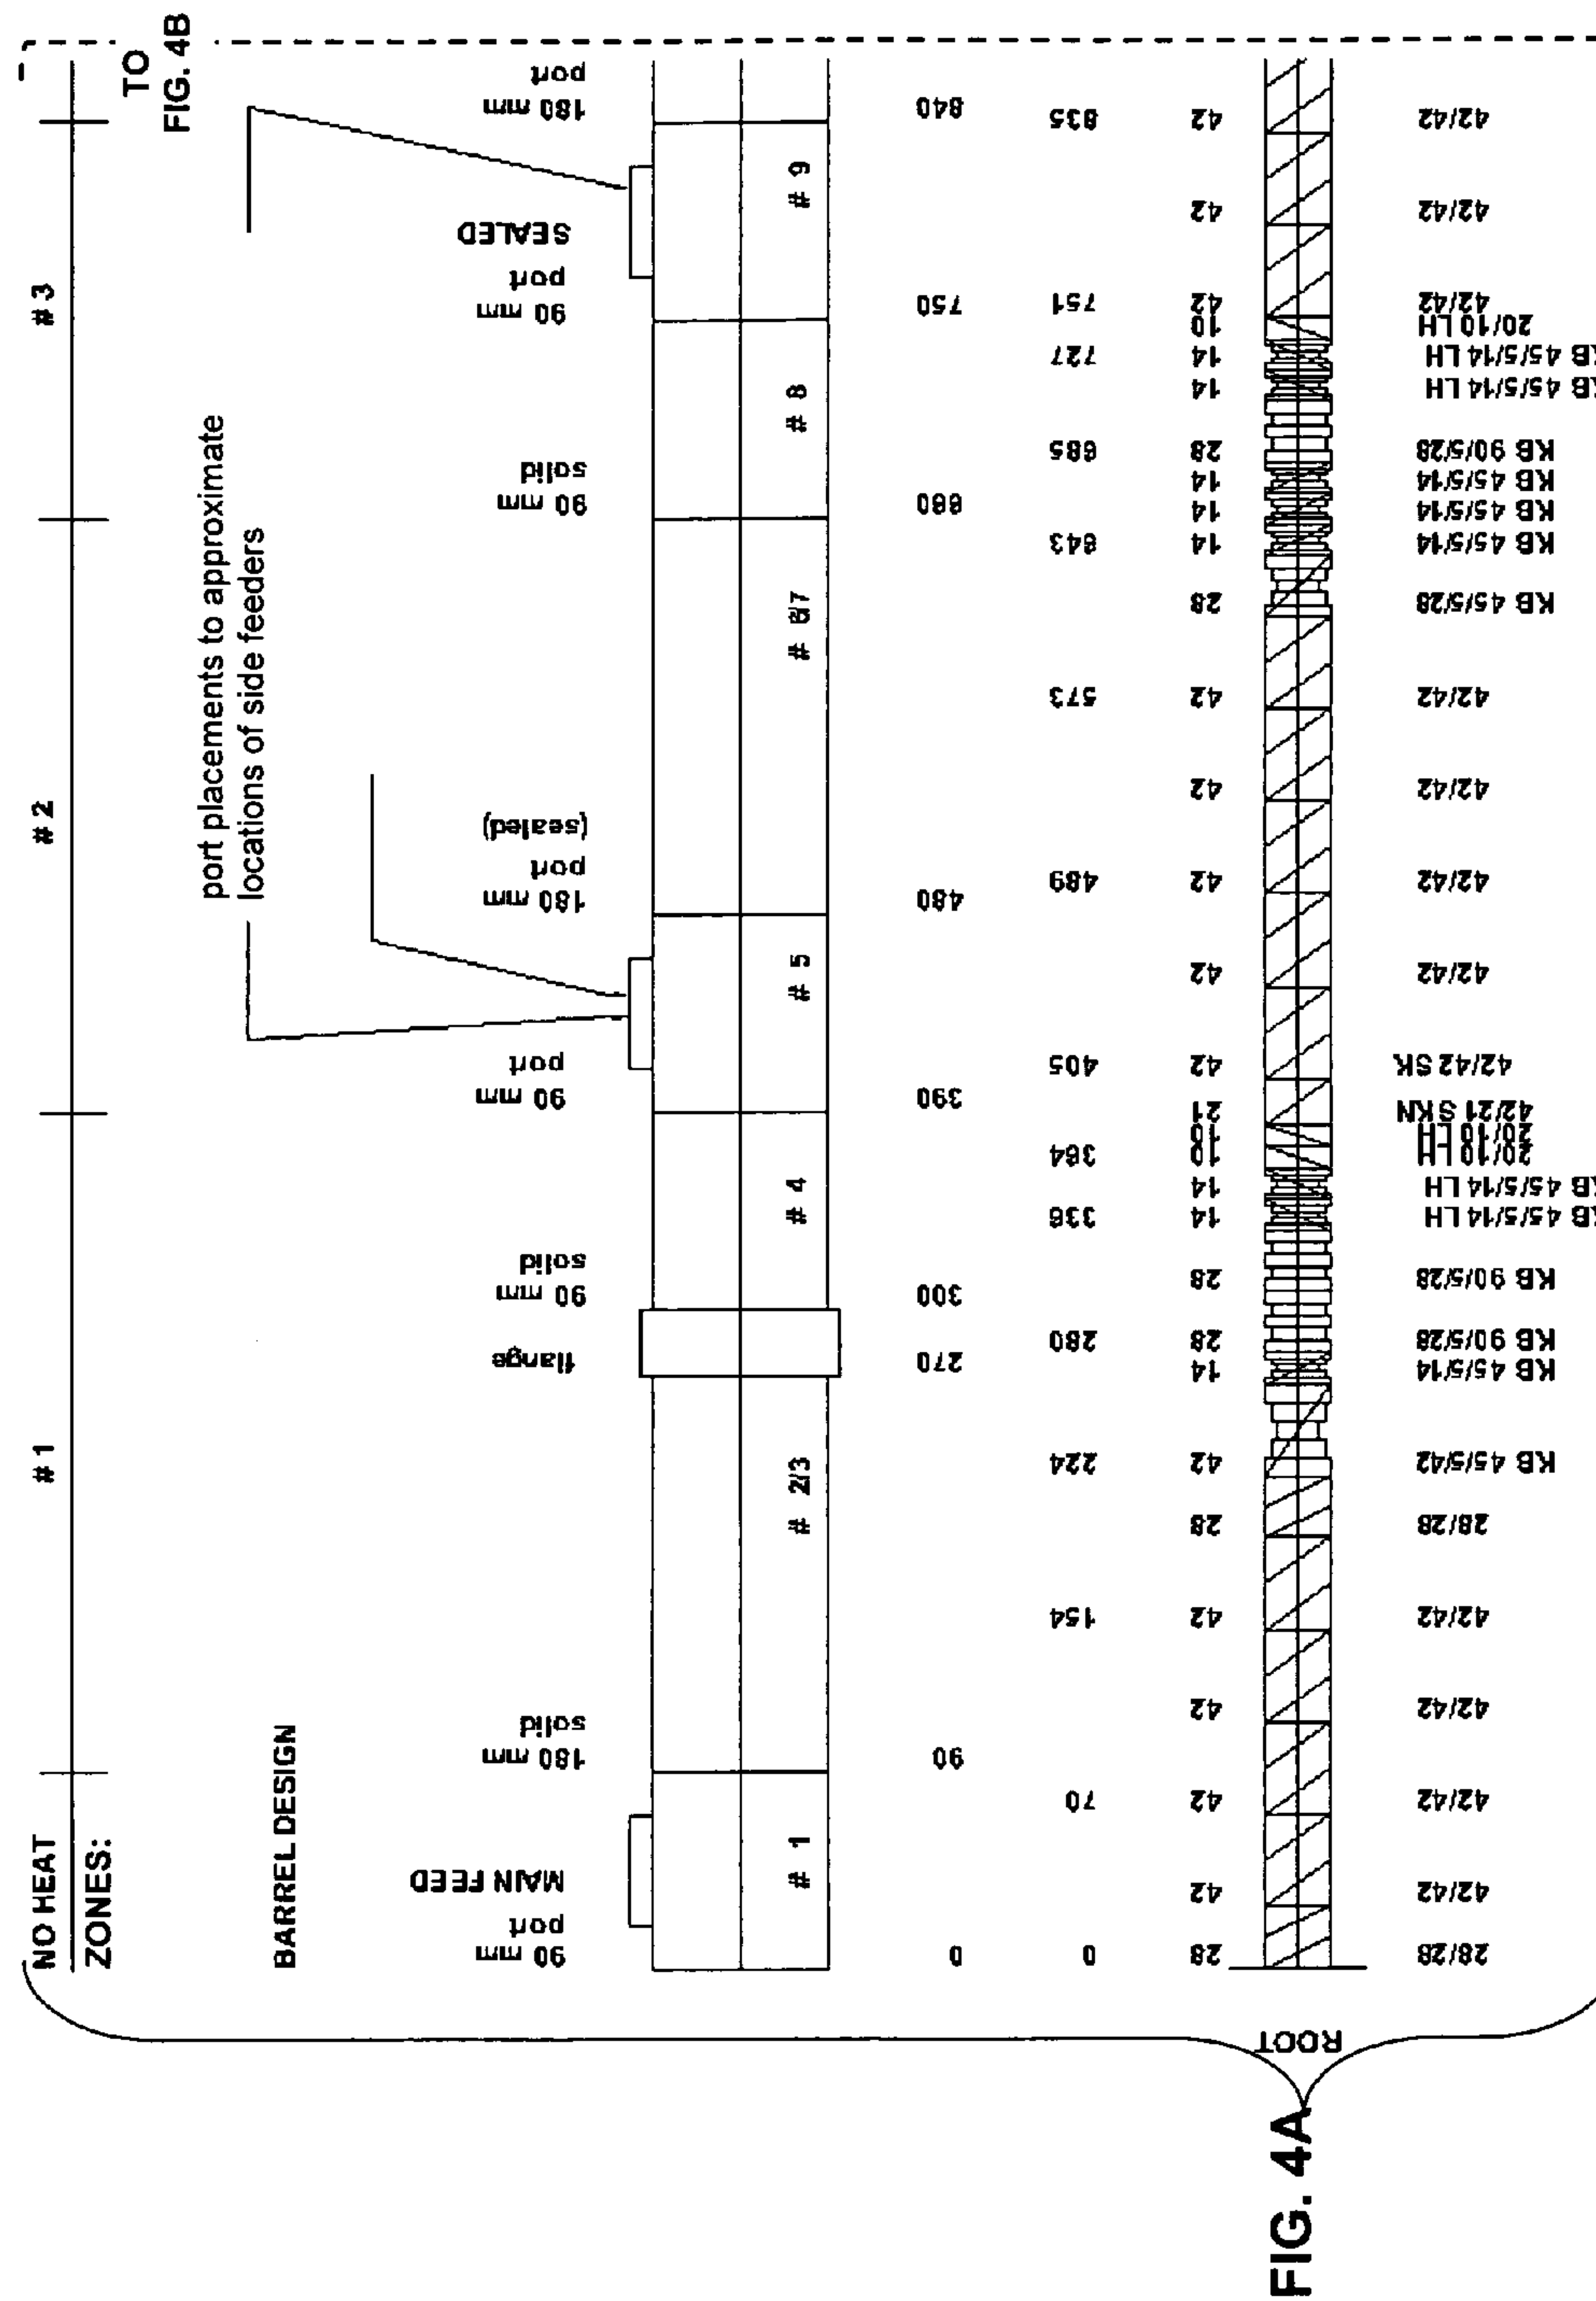 NO HEAT
# 1
# 2
# 3
ZONES:
TO
FIG. 4B
port placements to approximate
locations of side feeders
BARREL DESIGN
90 mm
port
MAIN FEED
180 mm
solid
flange
90 mm
solid
90 mm
port
180 mm
port
(sealed)
90 mm
solid
90 mm
port
SEALED
180 mm
port
# 1
# 2/3
# 4
# 5
# 6/7
# 8
# 9
0 90 270 300 390 480 660 750 840
0 70 154 224 280 336 364 405 489 573 643 685 727 751 835
28 42 42 42 42 28 42 14 28 28 14 14 10 10 21 42 42 42 42 42 28 14 14 14 28 14 14 10 42 42 42
ROOT
28/28
42/42
42/42
42/42
42/42
28/28
KB 45/5/42
KB 45/5/14
KB 90/5/28
KB 90/5/28
KB 45/5/14 LH
KB 45/5/14 LH
20/10 LH
20/10 LH
42/21 SKN
42/42 SK
42/42
42/42
42/42
42/42
KB 45/5/28
KB 45/5/14
KB 45/5/14
KB 45/5/14
KB 90/5/28
KB 45/5/14 LH
KB 45/5/14 LH
20/10 LH
42/42
42/42
42/42
FIG. 4A